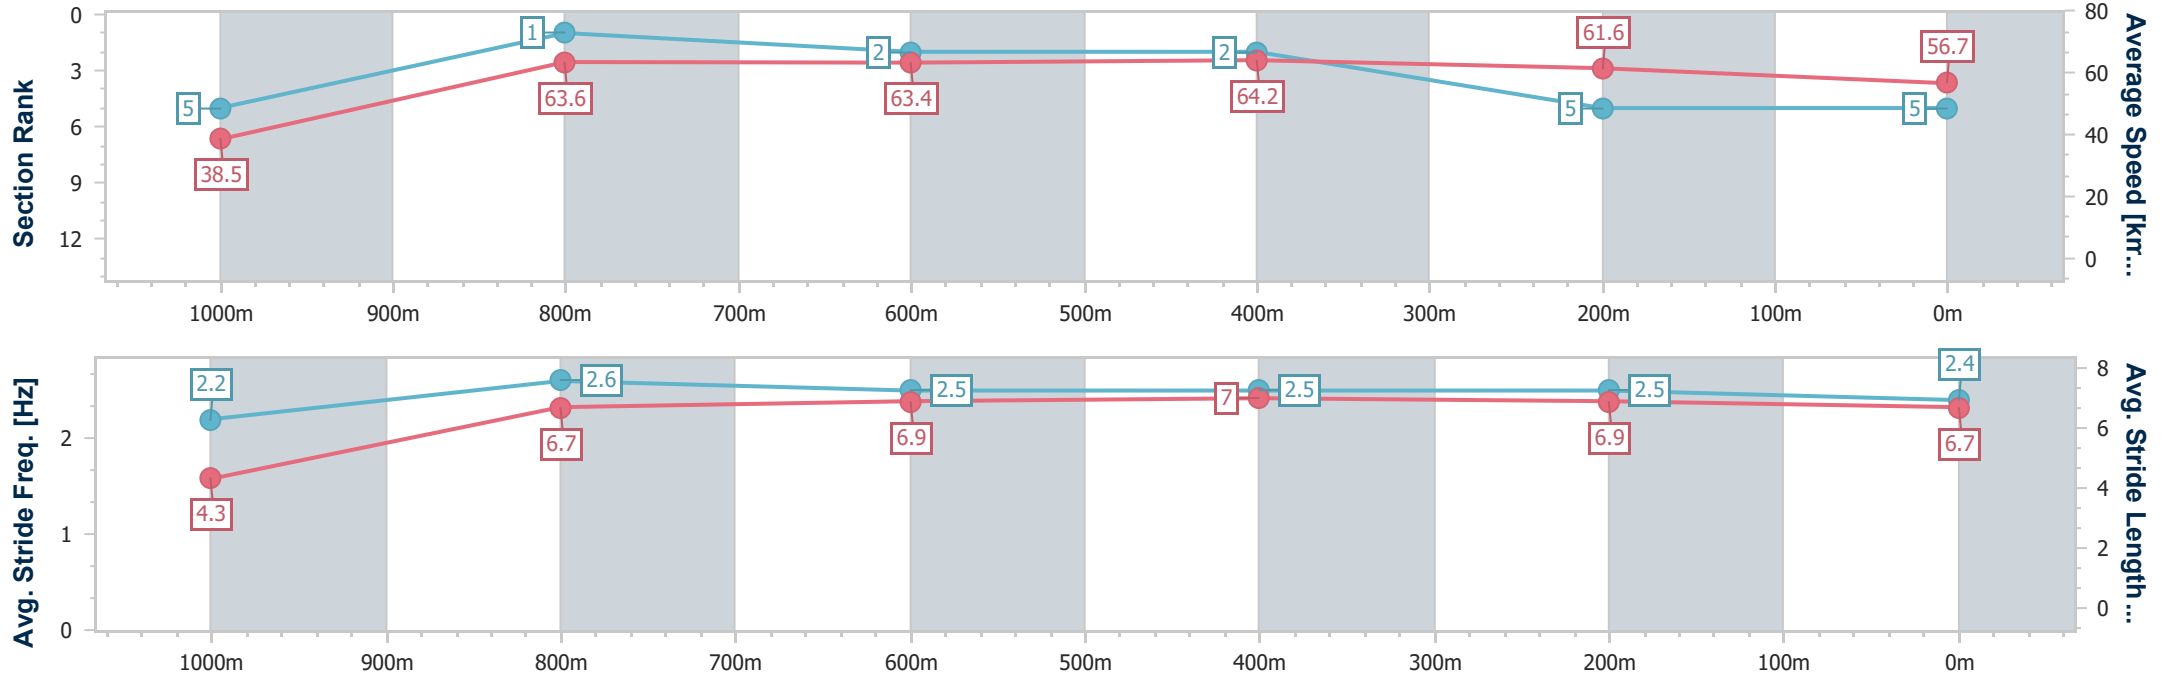 Section Rank
0
3
6
9
12
5
1
2
2
5
5
38.5
63.6
63.4
64.2
61.6
56.7
80
60
40
20
0
Average Speed [km...
1000m
900m
800m
700m
600m
500m
400m
300m
200m
100m
0m
Avg. Stride Freq. [Hz]
2
1
0
2.2
2.6
2.5
2.5
2.5
2.4
4.3
6.7
6.9
7
6.9
6.7
8
6
4
2
0
Avg. Stride Length...
1000m
900m
800m
700m
600m
500m
400m
300m
200m
100m
0m